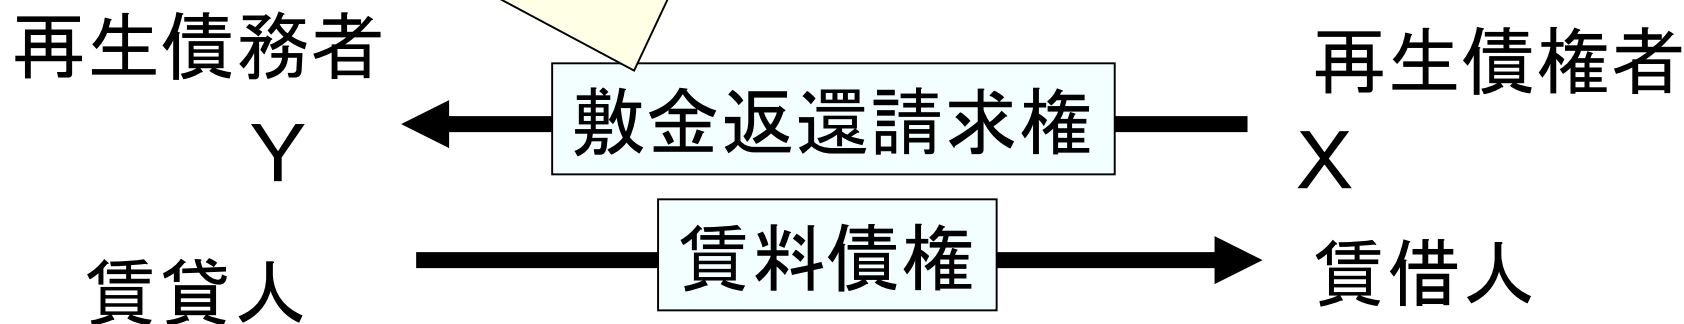 再生債務者
敷金返還請求権
再生債権者
Y
X
賃料債権
賃貸人
賃借人